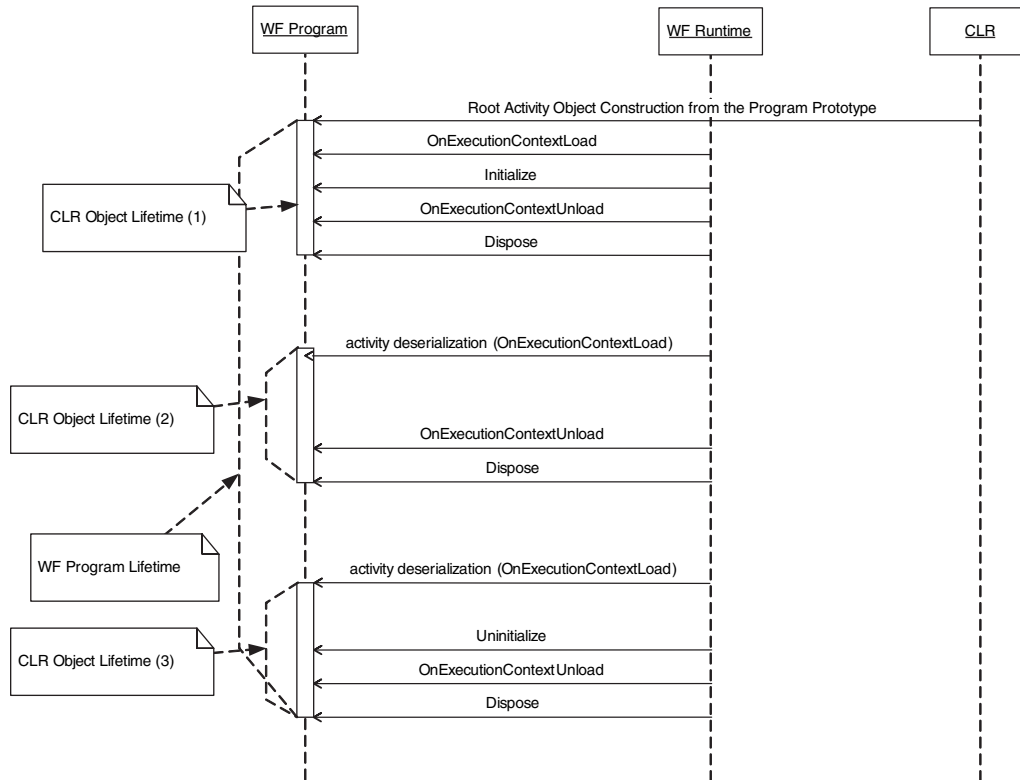 WF Program
WF Runtime
CLR
Root Activity Object Construction from the Program Prototype
OnExecutionContextLoad
Initialize
CLR Object Lifetime (1)
OnExecutionContextUnload
Dispose
activity deserialization (OnExecutionContextLoad)
CLR Object Lifetime (2)
OnExecutionContextUnload
Dispose
WF Program Lifetime
activity deserialization (OnExecutionContextLoad)
Uninitialize
CLR Object Lifetime (3)
OnExecutionContextUnload
Dispose